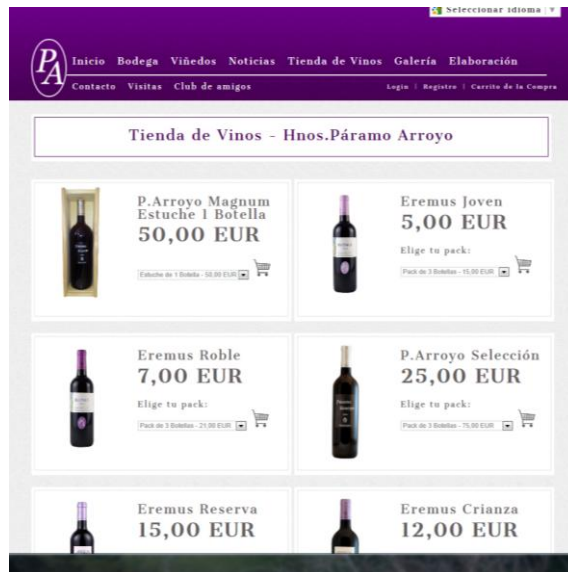 Seleccionar idioma
PA
Inicio Bodega Viñedos Noticias Tienda de Vinos Galería Elaboración
Contacto Visitas Club de amigos
Login | Registro | Carrito de la Compra
Tienda de Vinos - Hnos.Páramo Arroyo
P.Arroyo Magnum
Estuche 1 Botella
50,00 EUR
Estuche de 1 Botella - 50,00 EUR
Eremus Joven
5,00 EUR
Elige tu pack:
Pack de 3 Botellas - 15,00 EUR
Eremus Roble
7,00 EUR
Elige tu pack:
Pack de 3 Botellas - 21,00 EUR
P.Arroyo Selección
25,00 EUR
Elige tu pack:
Pack de 3 Botellas - 75,00 EUR
Eremus Reserva
15,00 EUR
Eremus Crianza
12,00 EUR